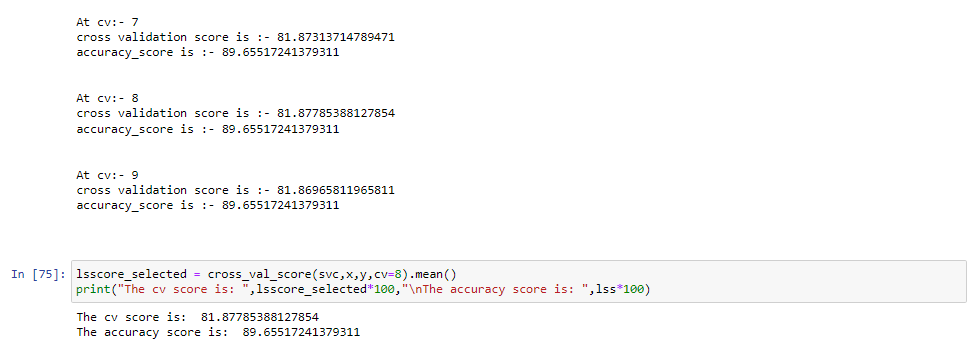 At cv:- 7
cross validation score is :- 81.87313714789471
accuracy_score is :- 89.65517241379311
At cv:- 8
cross validation score is :- 81.87785388127854
accuracy_score is :- 89.65517241379311
At cv:- 9
cross validation score is :- 81.86965811965811
accuracy_score is :- 89.65517241379311
In [75]: lsscore_selected = cross_val_score(svc,x,y,cv=8).mean()
print("The cv score is: ",lsscore_selected*100,"\nThe accuracy score is: ",lss*100)
The cv score is:  81.87785388127854
The accuracy score is:  89.65517241379311